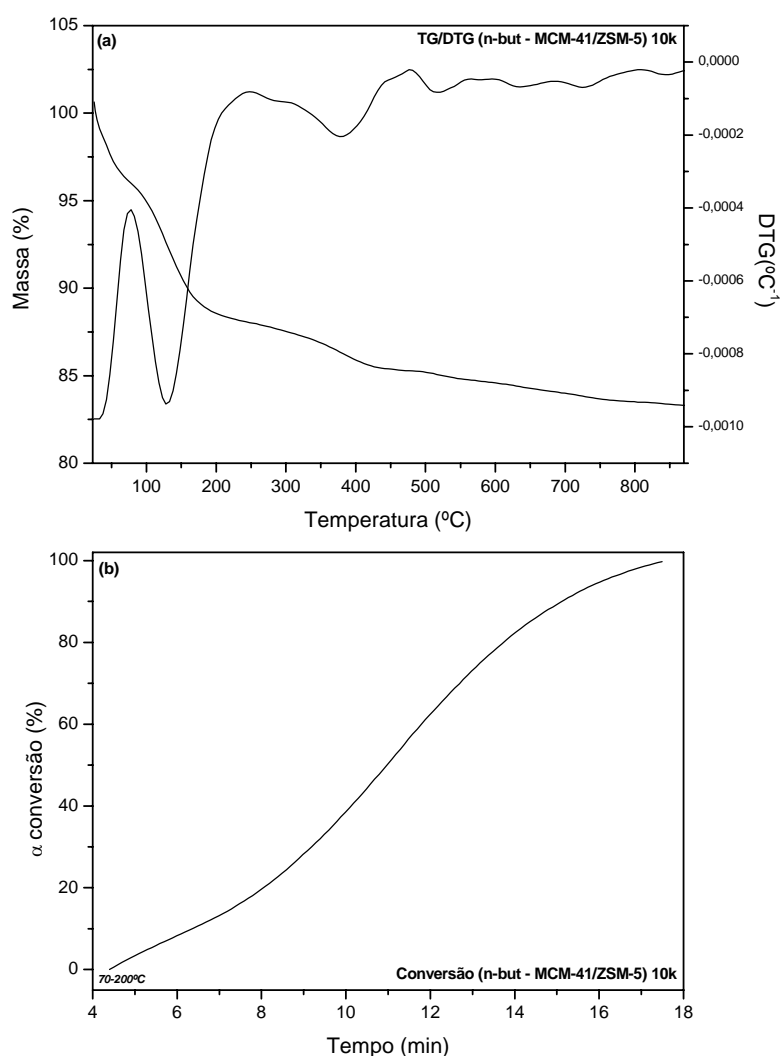 (a)
TG/DTG (n-but - MCM-41/ZSM-5) 10k
105
100
95
90
85
80
Massa (%)
0,0000
-0,0002
-0,0004
-0,0006
-0,0008
-0,0010
DTG(ºC-1)
100 200 300 400 500 600 700 800
Temperatura (ºC)
(b)
100
80
60
40
20
0
α conversão (%)
70-200ºC
Conversão (n-but - MCM-41/ZSM-5) 10k
4 6 8 10 12 14 16 18
Tempo (min)